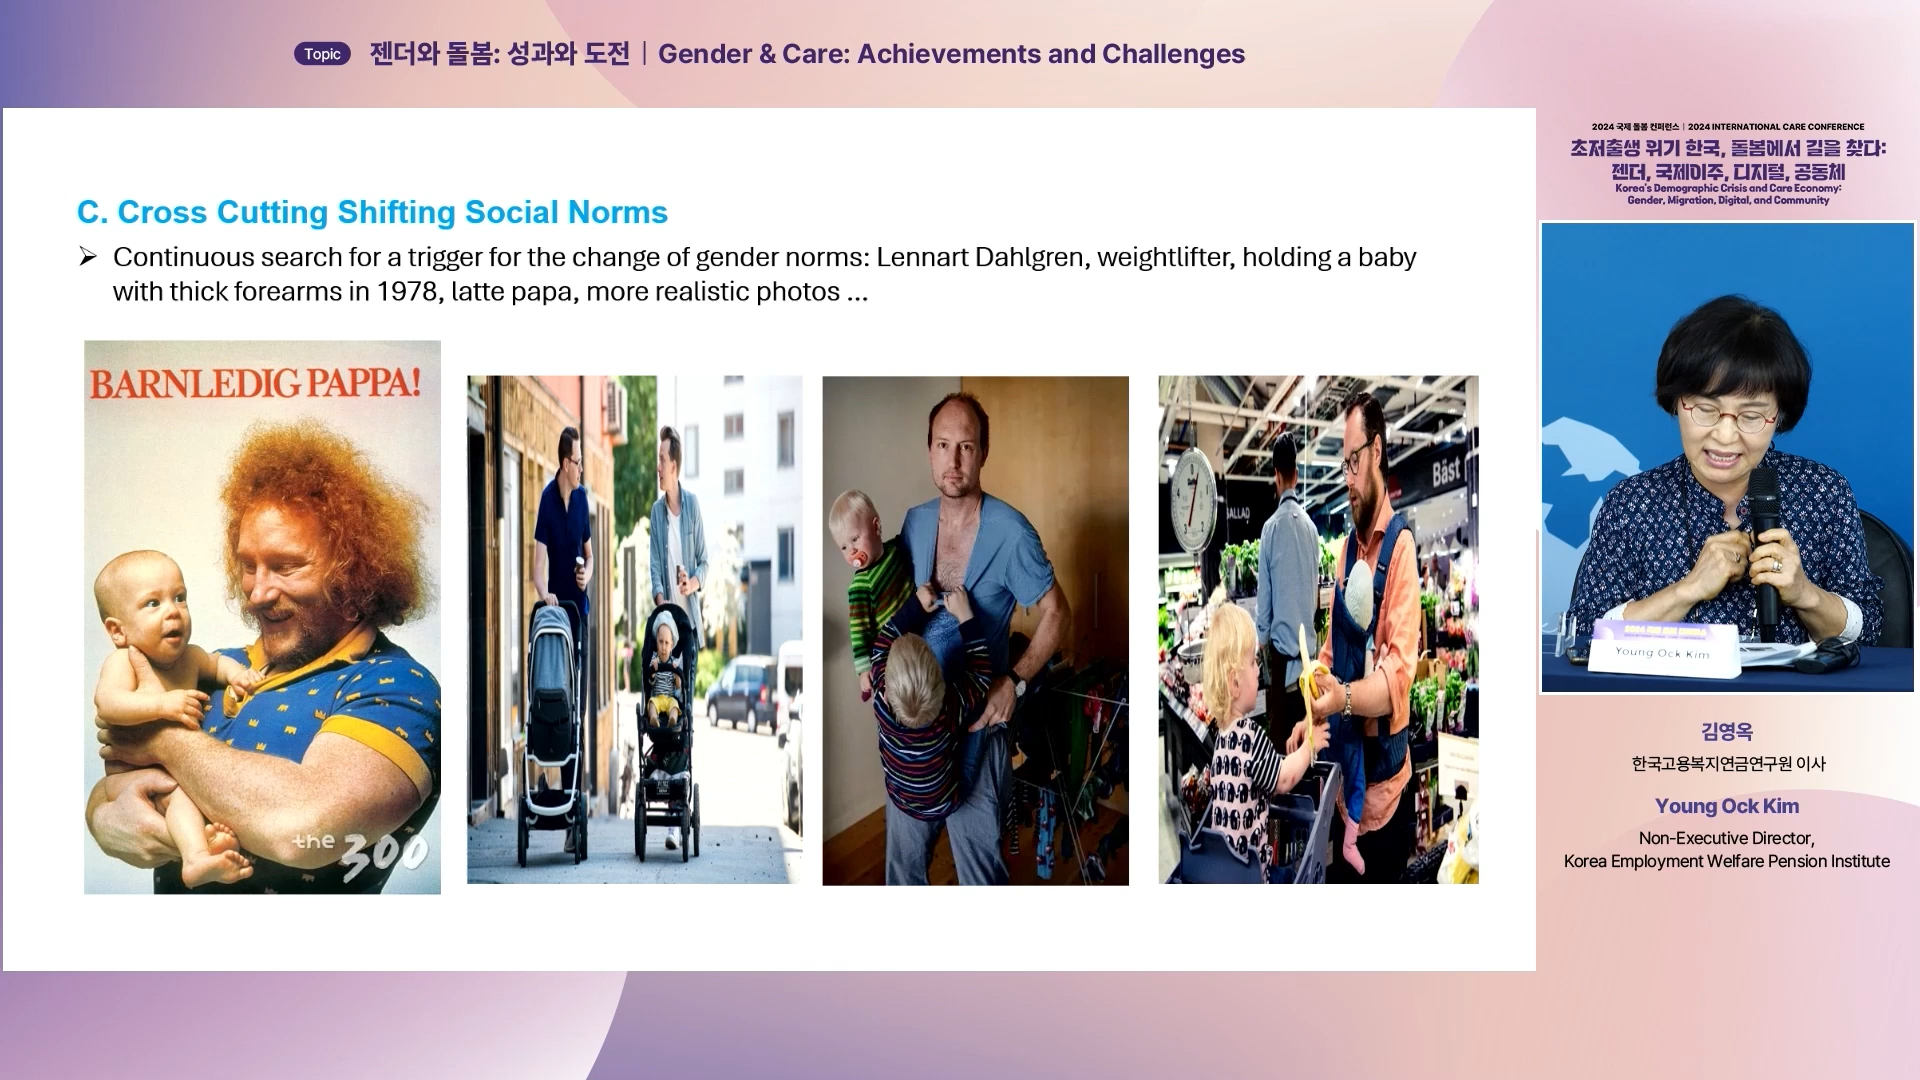 Topic 젠더와 돌봄: 성과와 도전 | Gender & Care: Achievements and Challenges
2024 국제 돌봄 컨퍼런스 | 2024 INTERNATIONAL CARE CONFERENCE
초저출생 위기 한국, 돌봄에서 길을 찾다:
젠더, 국제이주, 디지털, 공동체
Korea's Demographic Crisis and Care Economy:
Gender, Migration, Digital, and Community
C. Cross Cutting Shifting Social Norms
➢ Continuous search for a trigger for the change of gender norms: Lennart Dahlgren, weightlifter, holding a baby
with thick forearms in 1978, latte papa, more realistic photos ...
BARNLEDIG PAPPA!
the 300
Bäst
Young Ock Kim
김영옥
한국고용복지연금연구원 이사
Young Ock Kim
Non-Executive Director,
Korea Employment Welfare Pension Institute